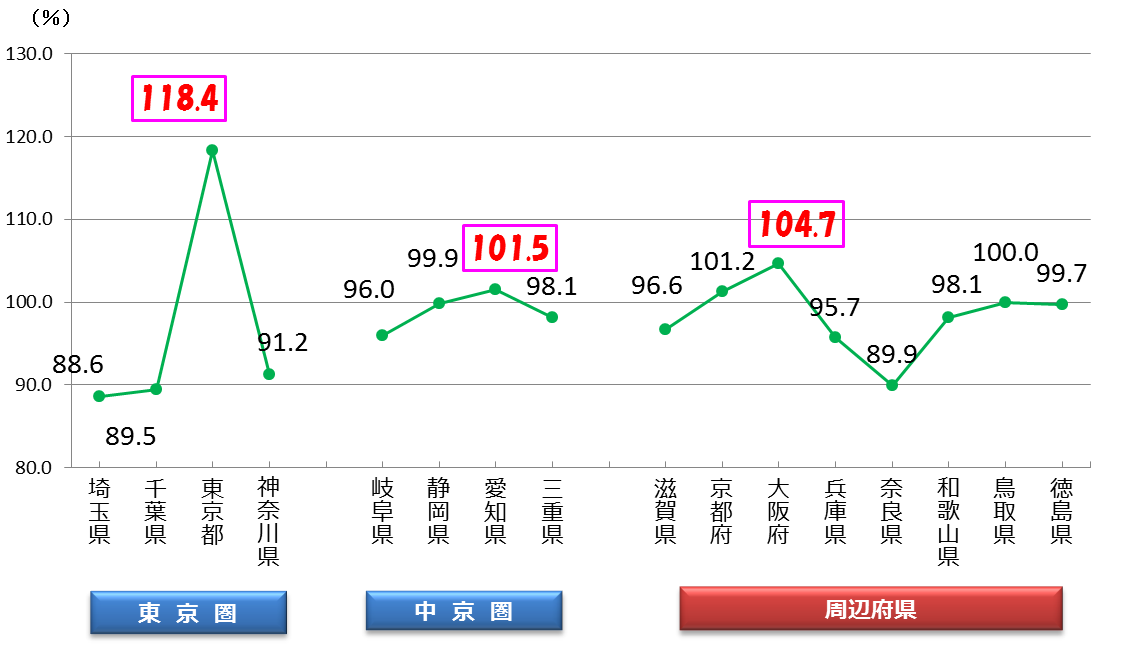 （%）
130.0
120.0
110.0
100.0
90.0
80.0
88.6
89.5
118.4
91.2
96.0
99.9
101.5
98.1
96.6
101.2
104.7
95.7
89.9
98.1
100.0
99.7
埼玉県
千葉県
東京都
神奈川県
岐阜県
静岡県
愛知県
三重県
滋賀県
京都府
大阪府
兵庫県
奈良県
和歌山県
鳥取県
徳島県
東 京 圏
中 京 圏
周辺府県